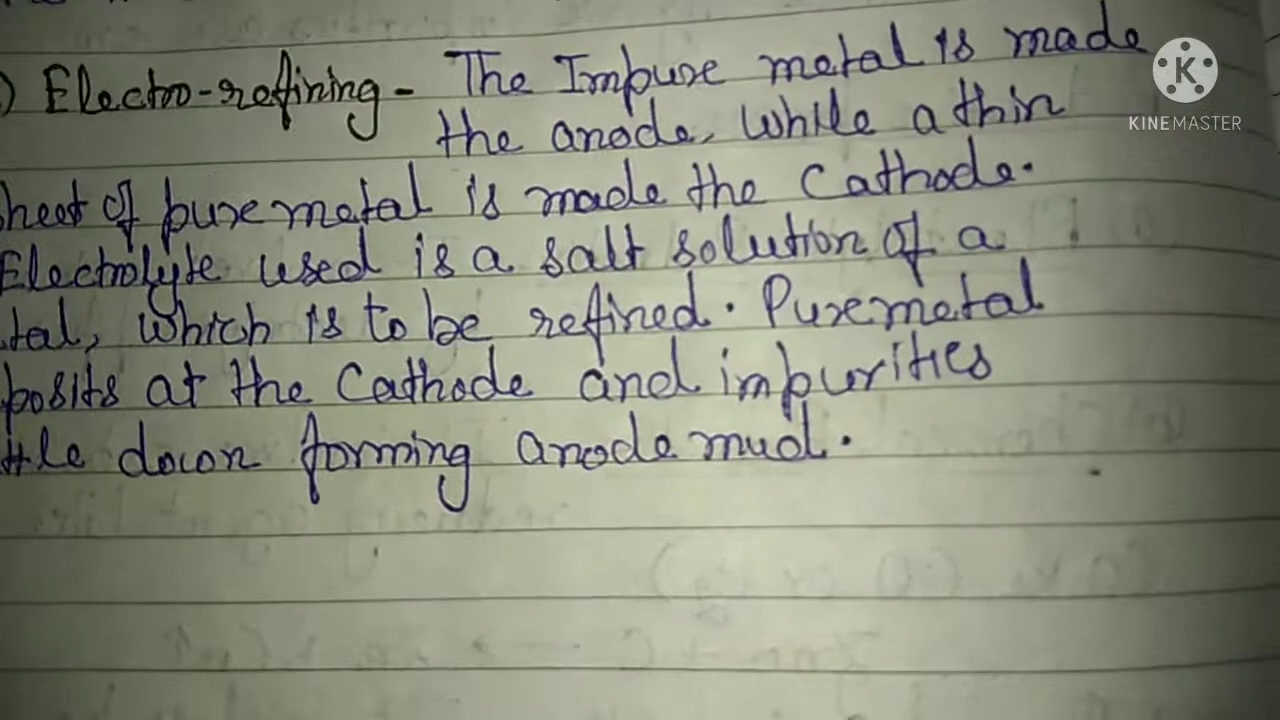 ) Electro-refining - The Impure metal is made
the anode, while a thin
heet of pure metal is made the Cathode.
Electrolyte used is a salt solution of a
tal, which is to be refined. Pure metal
posits at the Cathode and impurities
ttle down forming anode mud.
K
KINEMASTER